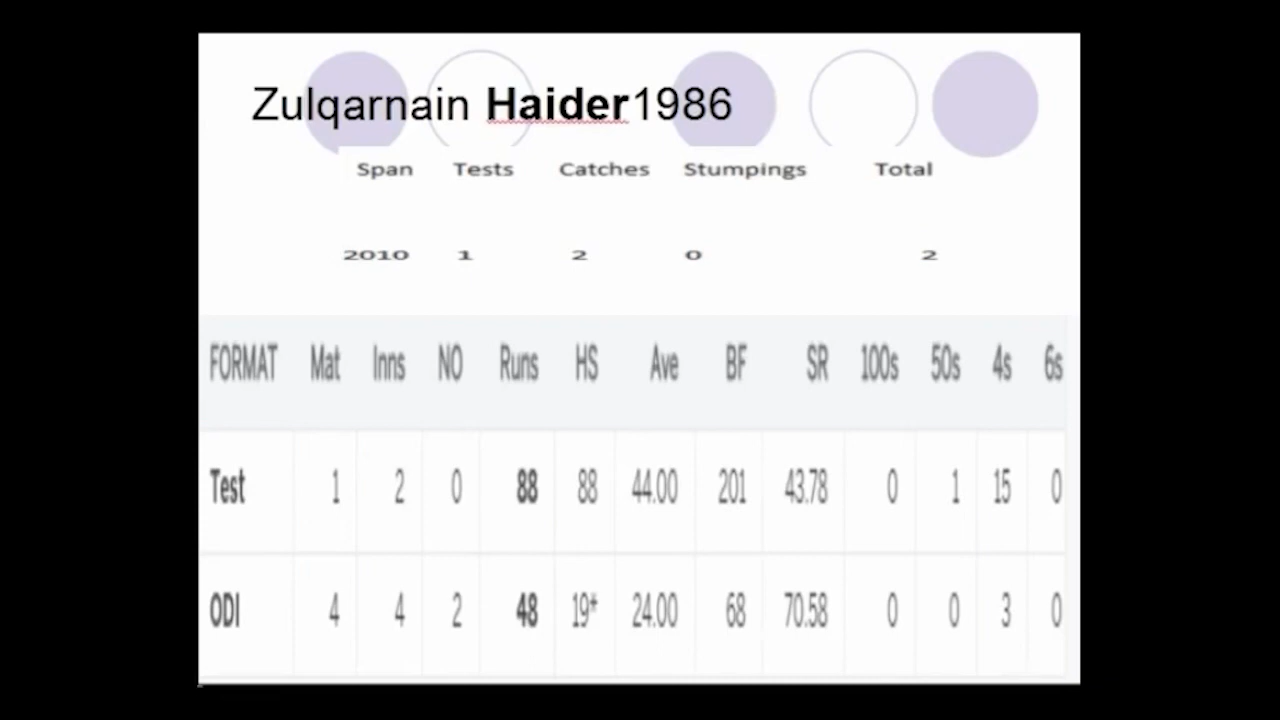 Zulqarnain Haider1986
Span Tests Catches Stumpings Total
2010 1 2 0 2
FORMAT Mat Inns NO Runs HS Ave BF SR 100s 50s 4s 6s
Test 1 2 0 88 88 44.00 201 43.78 0 1 15 0
ODI 4 4 2 48 19* 24.00 68 70.58 0 0 3 0